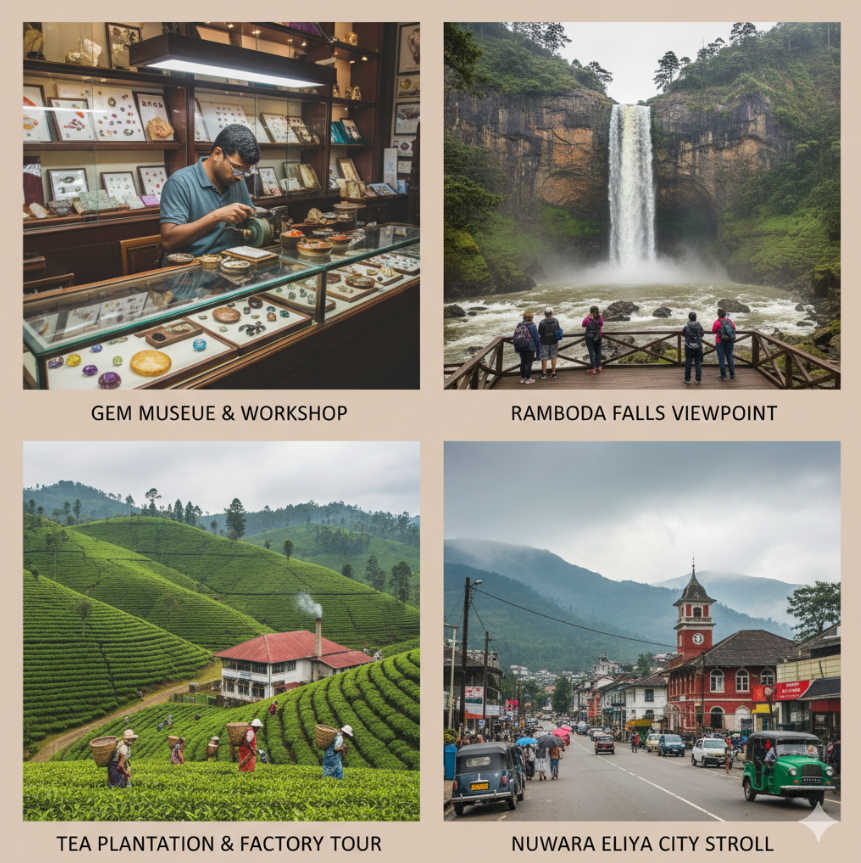 GEM MUSEUE & WORKSHOP
RAMBODA FALLS VIEWPOINT
TEA PLANTATION & FACTORY TOUR
NUWARA ELIYA CITY STROLL